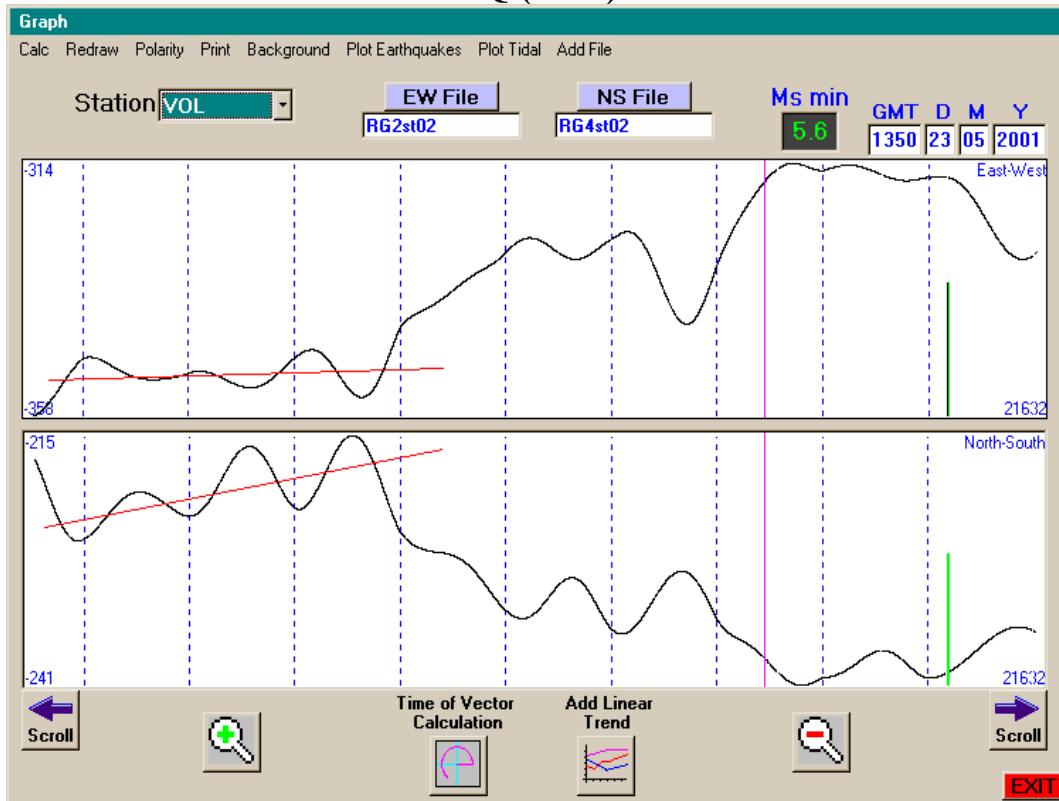 Graph
Calc Redraw Polarity Print Background Plot Earthquakes Plot Tidal Add File
Station VOL
EW File
RG2st02
NS File
RG4st02
Ms min
5.6
GMT D M Y
1350 23 05 2001
-314
East-West
-358
21632
-215
North-South
-241
21632
Scroll
Time of Vector
Calculation
Add Linear
Trend
Scroll
EXIT